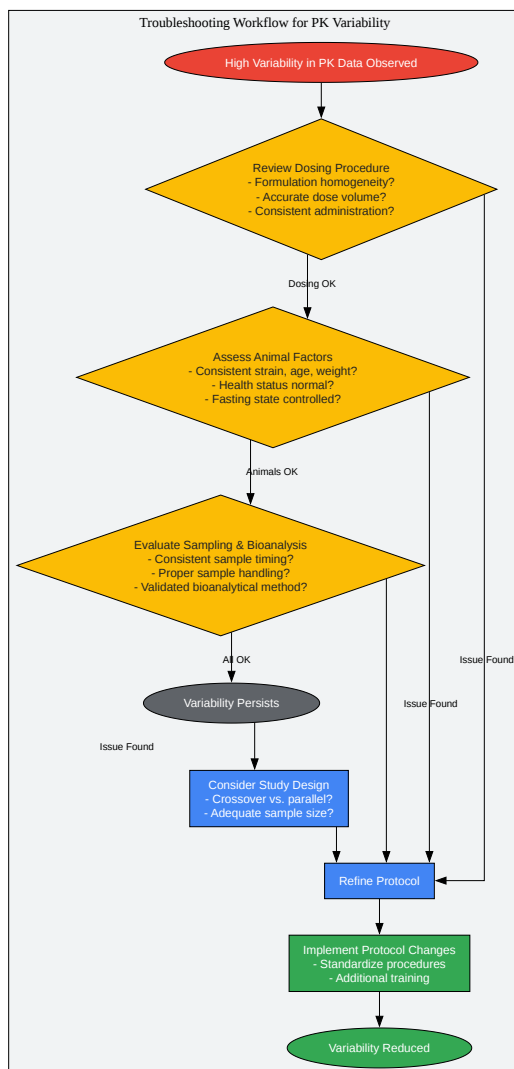 Troubleshooting Workflow for PK Variability
High Variability in PK Data Observed
Review Dosing Procedure
- Formulation homogeneity?
- Accurate dose volume?
- Consistent administration?
Dosing OK
Assess Animal Factors
- Consistent strain, age, weight?
- Health status normal?
- Fasting state controlled?
Animals OK
Evaluate Sampling & Bioanalysis
- Consistent sample timing?
- Proper sample handling?
- Validated bioanalytical method?
All OK
Issue Found
Variability Persists
Issue Found
Issue Found
Consider Study Design
- Crossover vs. parallel?
- Adequate sample size?
Refine Protocol
Implement Protocol Changes
- Standardize procedures
- Additional training
Variability Reduced